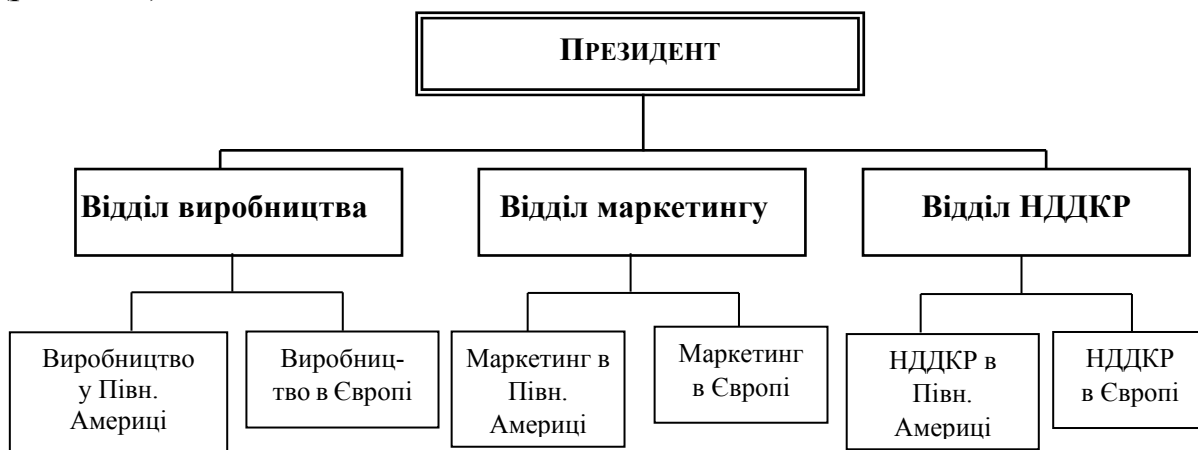 ПРЕЗИДЕНТ
Відділ виробництва
Відділ маркетингу
Відділ НДДКР
Виробництво
у Півн.
Америці
Виробниц-
тво в Європі
Маркетинг в
Півн.
Америці
Маркетинг
в Європі
НДДКР в
Півн.
Америці
НДДКР
в Європі